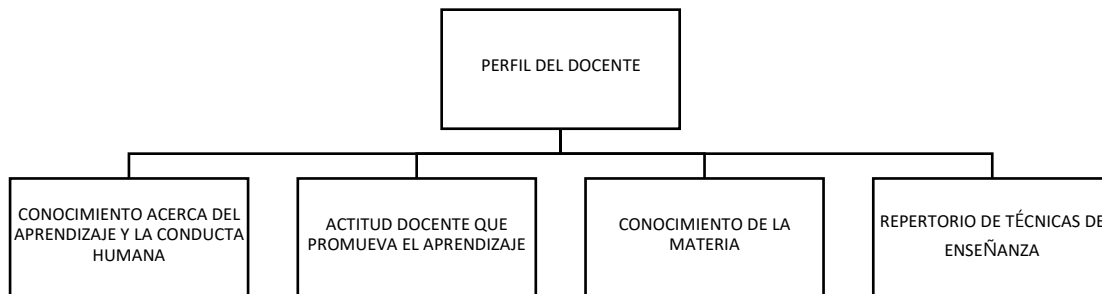 PERFIL DEL DOCENTE
CONOCIMIENTO ACERCA DEL
APRENDIZAJE Y LA CONDUCTA
HUMANA
ACTITUD DOCENTE QUE
PROMUEVA EL APRENDIZAJE
CONOCIMIENTO DE LA
MATERIA
REPERTORIO DE TÉCNICAS DE
ENSEÑANZA